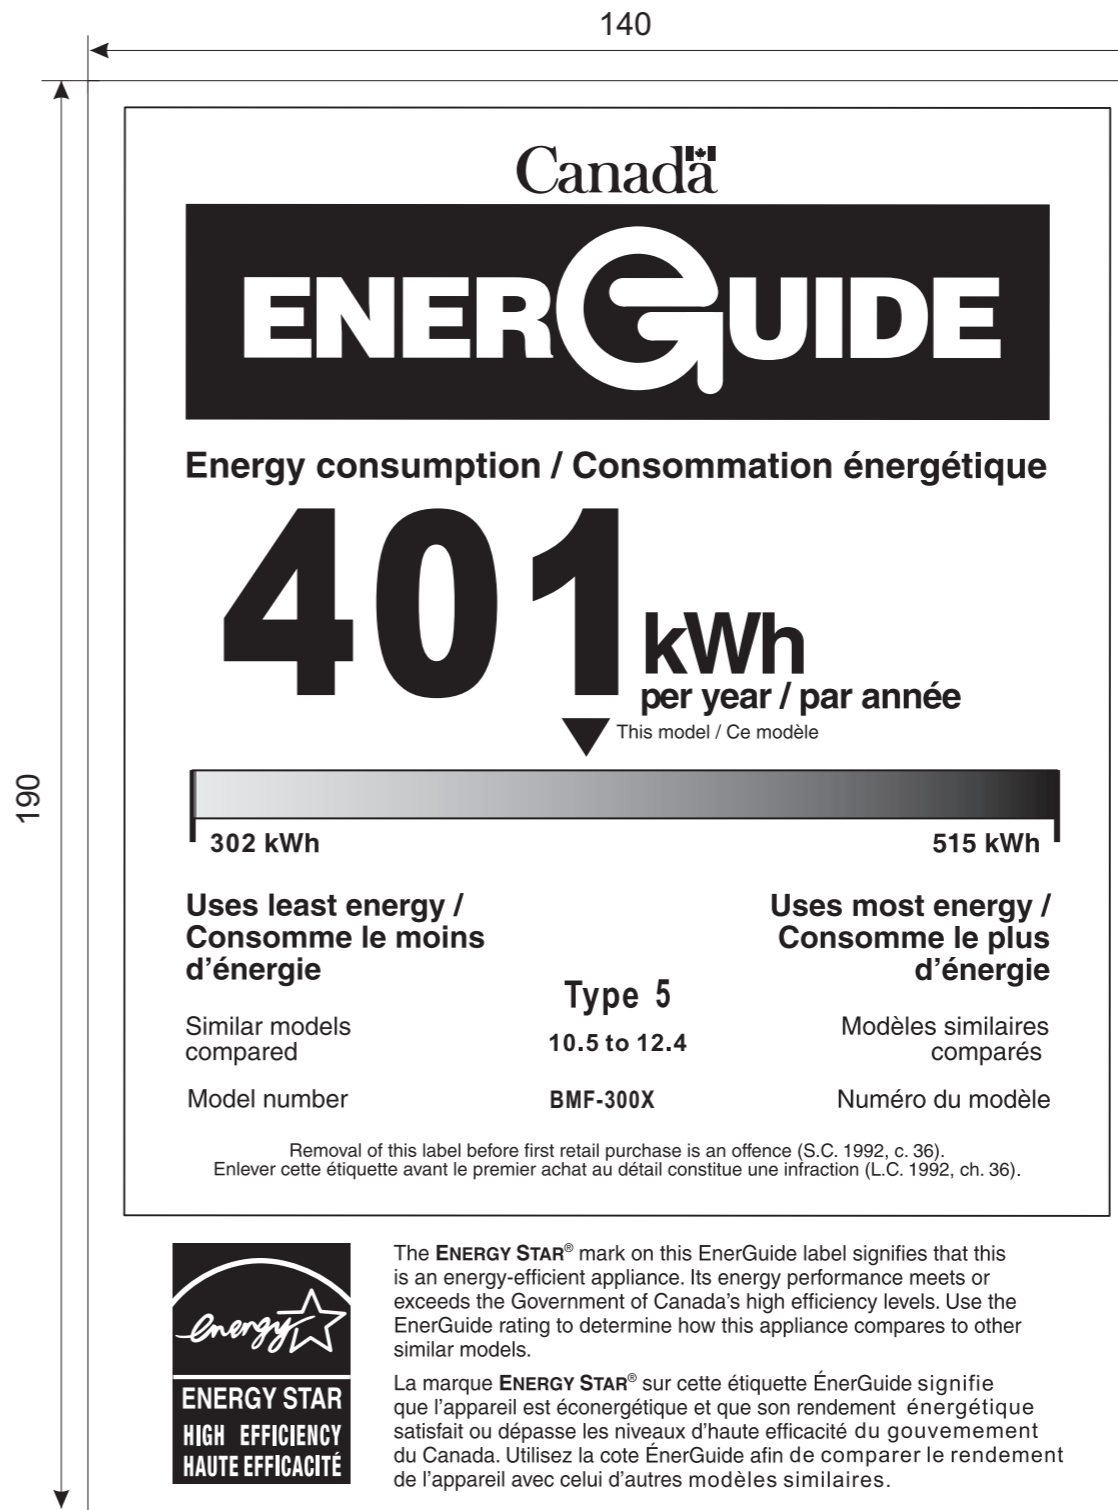 140
190
Canada
ENERGUIDE
Energy consumption / Consommation énergétique
401 kWh
per year / par année
This model / Ce modèle
302 kWh
515 kWh
Uses least energy /
Consomme le moins
d’énergie
Uses most energy /
Consomme le plus
d’énergie
Type 5
Similar models
compared
10.5 to 12.4
Modèles similaires
comparés
Model number
BMF-300X
Numéro du modèle
Removal of this label before first retail purchase is an offence (S.C. 1992, c. 36).
Enlever cette étiquette avant le premier achat au détail constitue une infraction (L.C. 1992, ch. 36).
energy
ENERGY STAR
HIGH EFFICIENCY
HAUTE EFFICACITÉ
The ENERGY STAR® mark on this EnerGuide label signifies that this
is an energy-efficient appliance. Its energy performance meets or
exceeds the Government of Canada’s high efficiency levels. Use the
EnerGuide rating to determine how this appliance compares to other
similar models.
La marque ENERGY STAR® sur cette étiquette ÉnerGuide signifie
que l’appareil est éconergétique et que son rendement énergétique
satisfait ou dépasse les niveaux d’haute efficacité du gouvemement
du Canada. Utilisez la cote ÉnerGuide afin de comparer le rendement
de l’appareil avec celui d’autres modèles similaires.